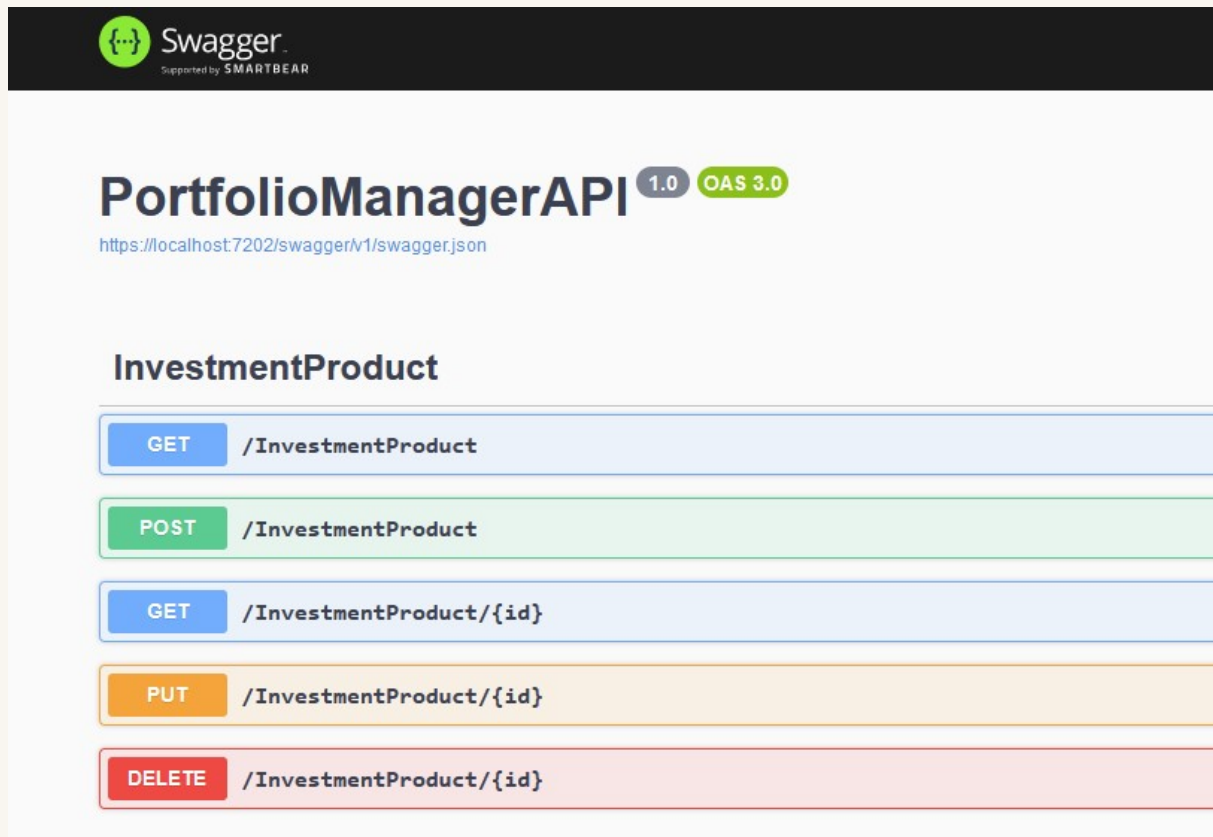 {···} Swagger™
Supported by SMARTBEAR
PortfolioManagerAPI 1.0 OAS 3.0
https://localhost:7202/swagger/v1/swagger.json
InvestmentProduct
GET /InvestmentProduct
POST /InvestmentProduct
GET /InvestmentProduct/{id}
PUT /InvestmentProduct/{id}
DELETE /InvestmentProduct/{id}